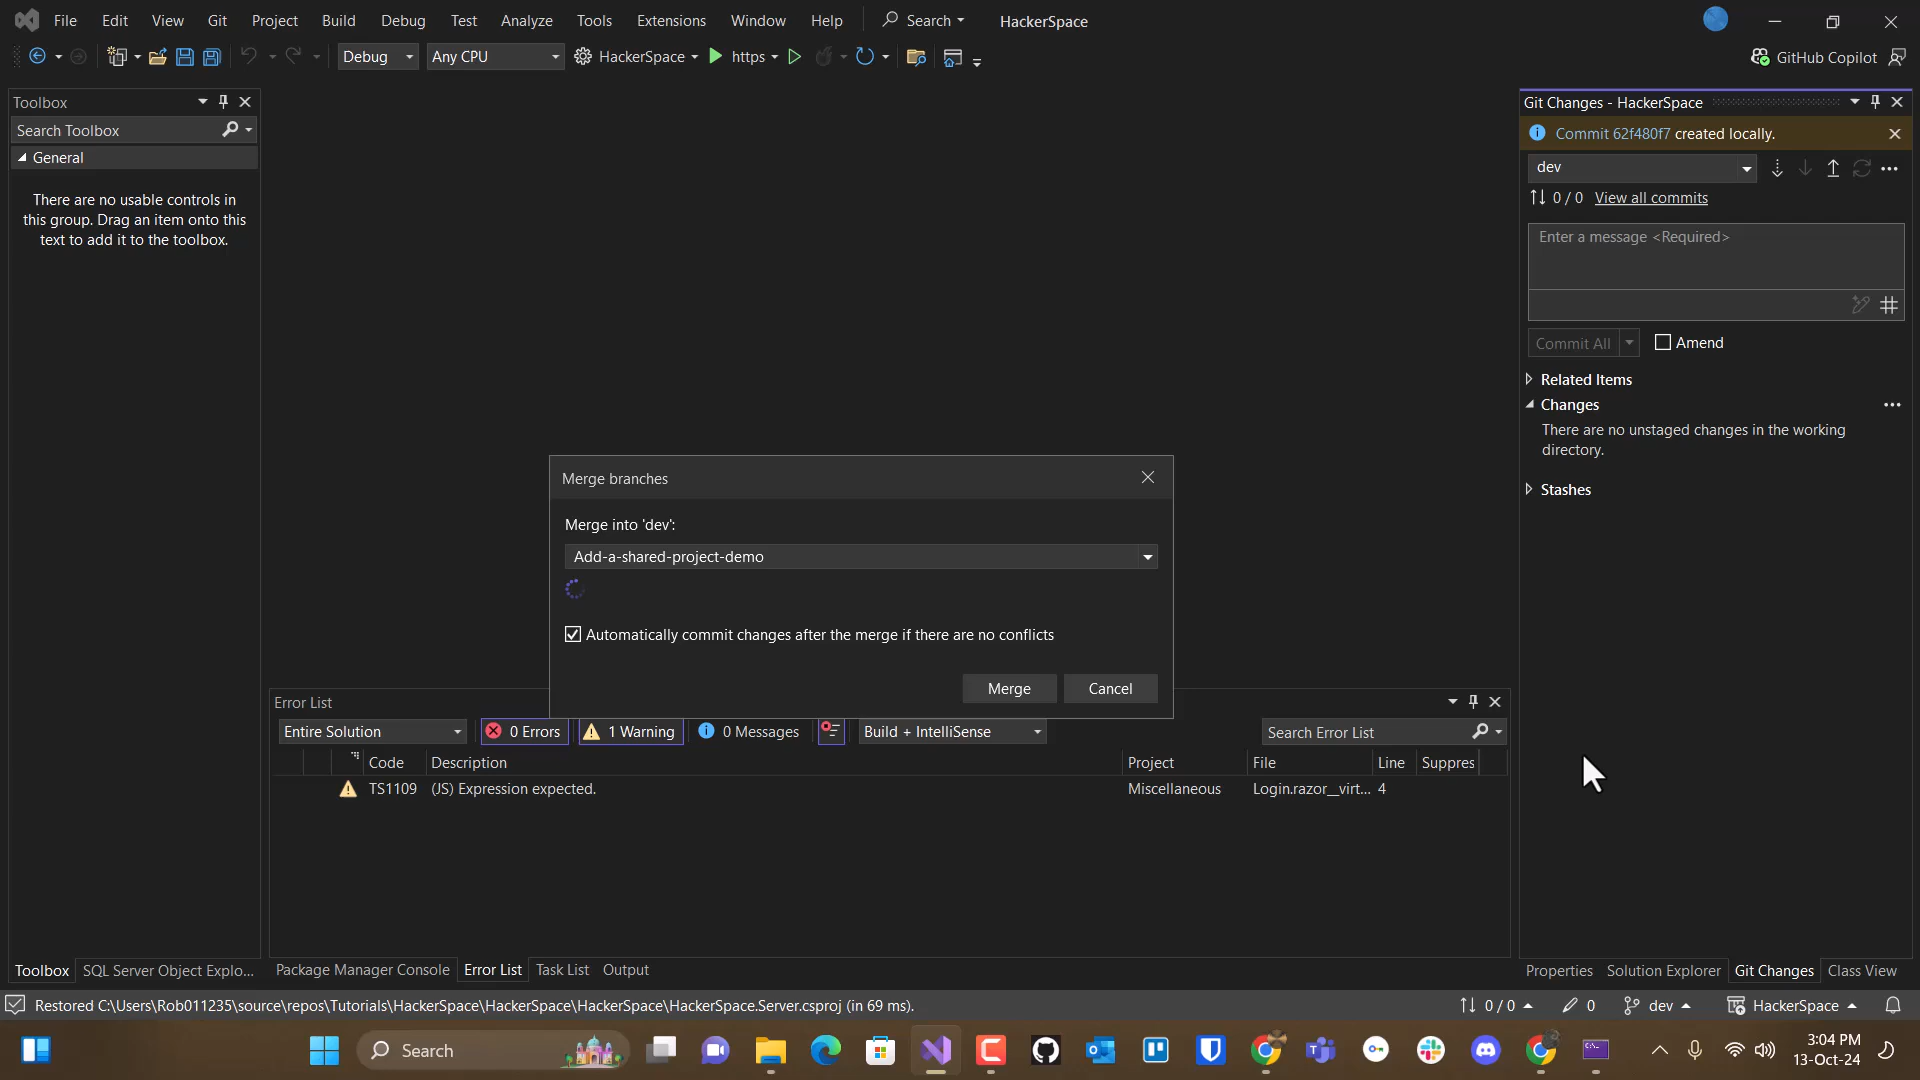 File Edit View Git Project Build Debug Test Analyze Tools Extensions Window Help Search HackerSpace
Debug Any CPU HackerSpace https GitHub Copilot
Toolbox
Search Toolbox
General
There are no usable controls in
this group. Drag an item onto this
text to add it to the toolbox.
Git Changes - HackerSpace
Commit 62f480f7 created locally.
dev
0 / 0 View all commits
Enter a message <Required>
Commit All Amend
Related Items
Changes
There are no unstaged changes in the working
directory.
Stashes
Merge branches
Merge into 'dev':
Add-a-shared-project-demo
Automatically commit changes after the merge if there are no conflicts
Merge Cancel
Error List
Entire Solution 0 Errors 1 Warning 0 Messages Build + IntelliSense Search Error List
Code Description Project File Line Suppres
TS1109 (JS) Expression expected. Miscellaneous Login.razor__virt... 4
Toolbox SQL Server Object Explo... Package Manager Console Error List Task List Output Properties Solution Explorer Git Changes Class View
Restored C:\Users\Rob011235\source\repos\Tutorials\HackerSpace\HackerSpace\HackerSpace\HackerSpace.Server.csproj (in 69 ms). 0 / 0 0 dev HackerSpace
Search
3:04 PM
13-Oct-24